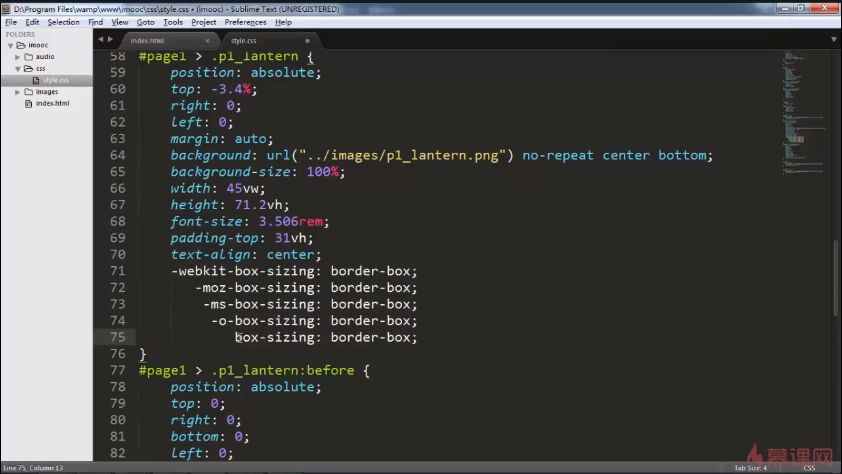 D:\Program Files\wamp\www\imooc\css\style.css • (imooc) - Sublime Text (UNREGISTERED)
File Edit Selection Find View Goto Tools Project Preferences Help
imooc
audio
css
style.css
images
index.html
index.html ×
style.css •
58 #page1 > .p1_lantern {
59 position: absolute;
60 top: -3.4%;
61 right: 0;
62 left: 0;
63 margin: auto;
64 background: url("../images/p1_lantern.png") no-repeat center bottom;
65 background-size: 100%;
66 width: 45vw;
67 height: 71.2vh;
68 font-size: 3.506rem;
69 padding-top: 31vh;
70 text-align: center;
71 -webkit-box-sizing: border-box;
72 -moz-box-sizing: border-box;
73 -ms-box-sizing: border-box;
74 -o-box-sizing: border-box;
75 box-sizing: border-box;
76 }
77 #page1 > .p1_lantern:before {
78 position: absolute;
79 top: 0;
80 right: 0;
81 bottom: 0;
82 left: 0;
Line 75, Column 13
Tab Size: 4
CSS
慕课网